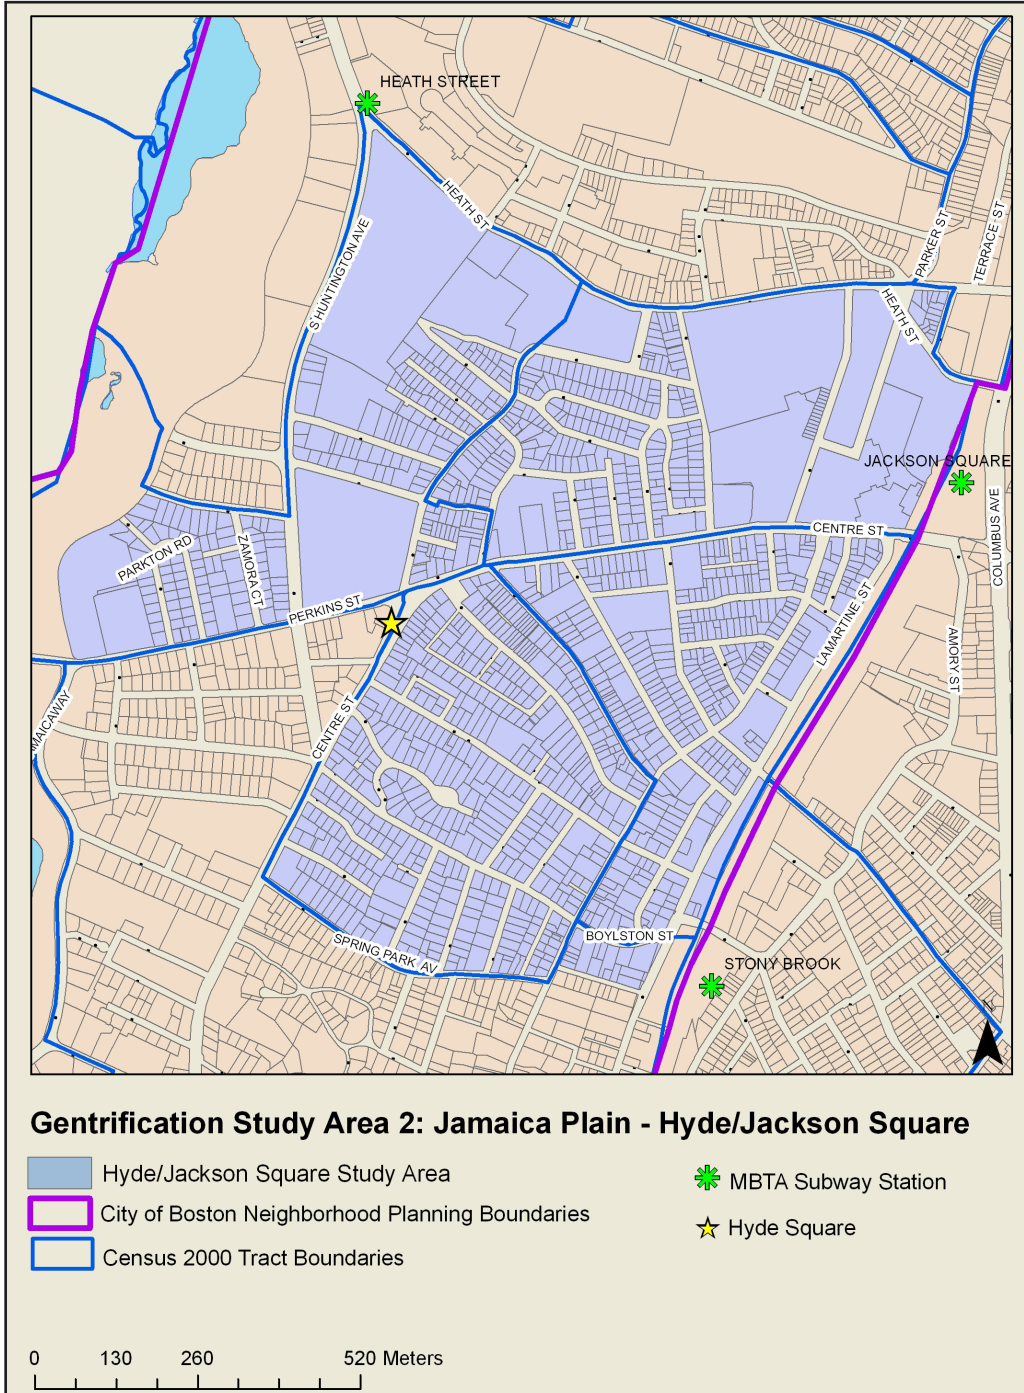 HEATH STREET
HEATH ST
S HUNTINGTON AVE
PARKER ST
TERRACE ST
HEATH ST
JACKSON SQUARE
COLUMBUS AVE
CENTRE ST
PARKTON RD
ZAMORA CT
PERKINS ST
LAMARTINE ST
AMORY ST
MAICAWAY
CENTRE ST
SPRING PARK AV
BOYLSTON ST
STONY BROOK
N
Gentrification Study Area 2: Jamaica Plain - Hyde/Jackson Square
Hyde/Jackson Square Study Area
City of Boston Neighborhood Planning Boundaries
Census 2000 Tract Boundaries
MBTA Subway Station
Hyde Square
0 130 260 520 Meters